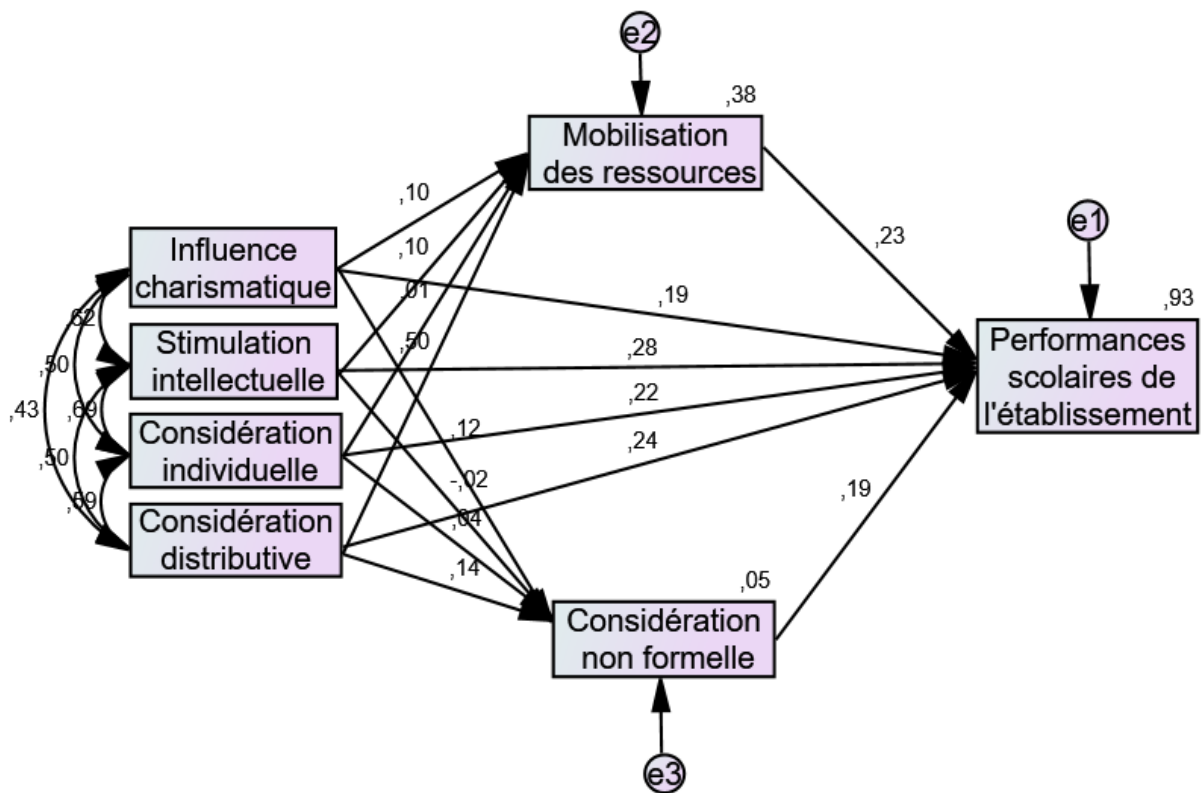 e2
,38
Mobilisation
des ressources
,10
,23
e1
,10
,93
Influence
charismatique
,01
,19
,62
Performances
scolaires de
l'établissement
Stimulation
intellectuelle
,50
,28
,50
,22
,43
,69
Considération
individuelle
,12
,24
,50
-,02
,19
,59
Considération
distributive
,04
,14
,05
Considération
non formelle
e3